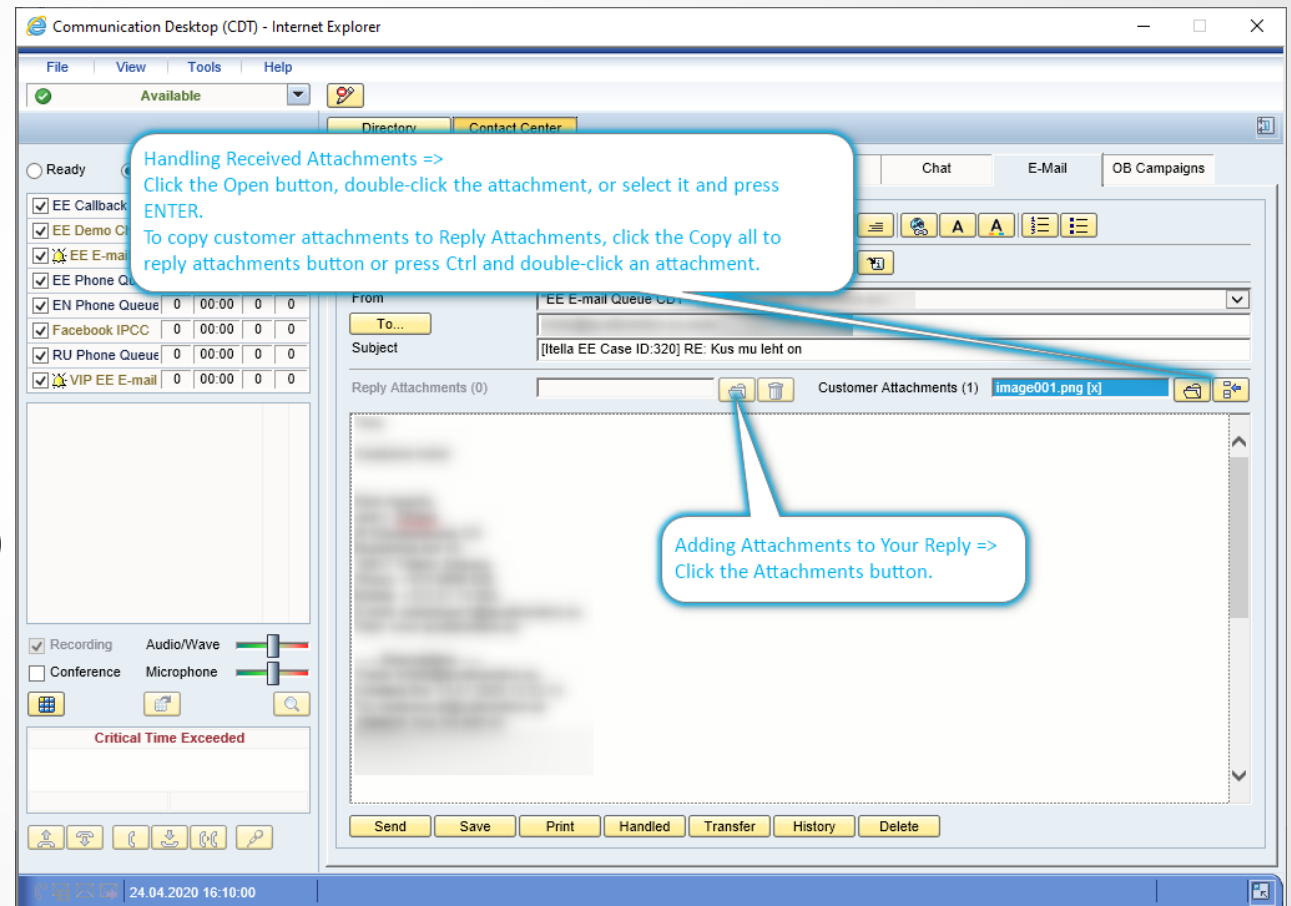 Communication Desktop (CDT) - Internet Explorer
File View Tools Help
Available
Directory Contact Center
Handling Received Attachments =>
Click the Open button, double-click the attachment, or select it and press
ENTER.
To copy customer attachments to Reply Attachments, click the Copy all to
reply attachments button or press Ctrl and double-click an attachment.
Ready
Chat E-Mail OB Campaigns
EE Callback
EE Demo
EE E-mai
EE Phone
EN Phone Queue 0 00:00 0 0
Facebook IPCC 0 00:00 0 0
RU Phone Queue 0 00:00 0 0
VIP EE E-mail 0 00:00 0 0
From "EE E-mail Queue CDT
To...
Subject [Itella EE Case ID:320] RE: Kus mu leht on
Reply Attachments (0) Customer Attachments (1) image001.png [x]
Adding Attachments to Your Reply =>
Click the Attachments button.
Recording Audio/Wave
Conference Microphone
Critical Time Exceeded
Send Save Print Handled Transfer History Delete
24.04.2020 16:10:00